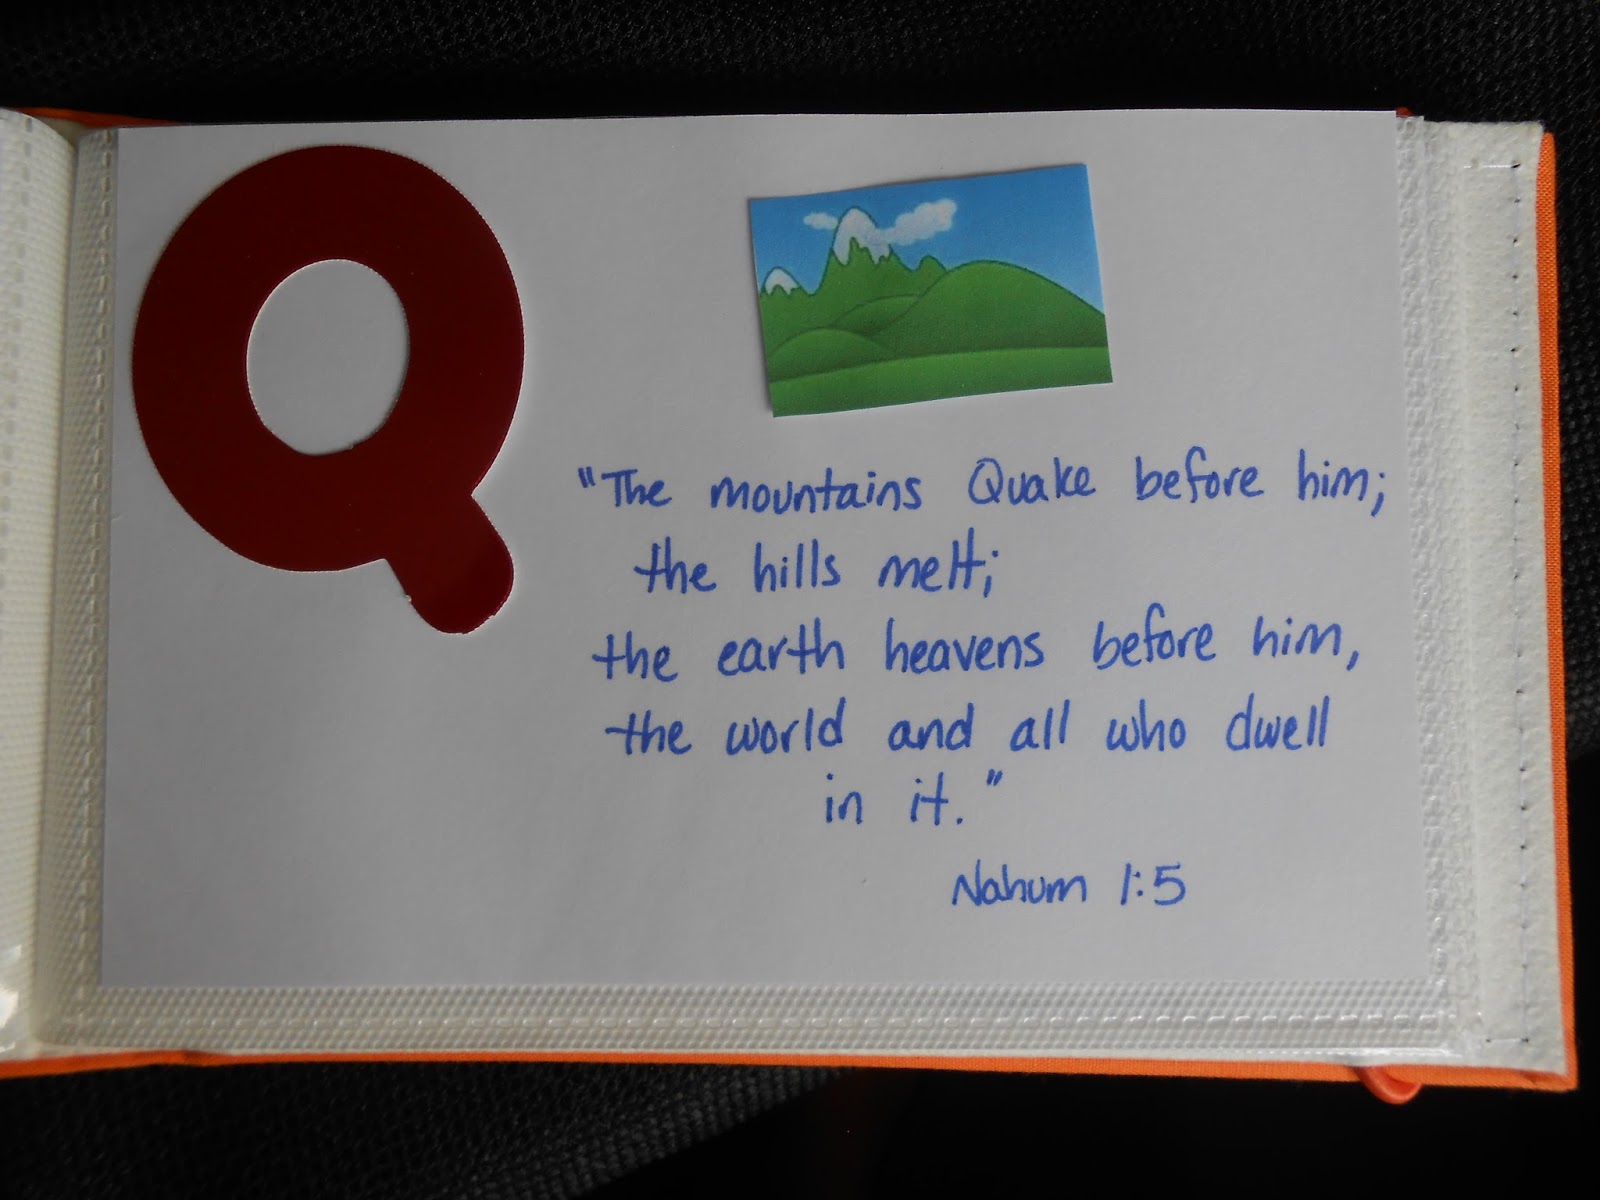 Q
"The mountains Quake before him;
the hills melt;
the earth heavens before him,
the world and all who dwell
in it."
Nahum 1:5